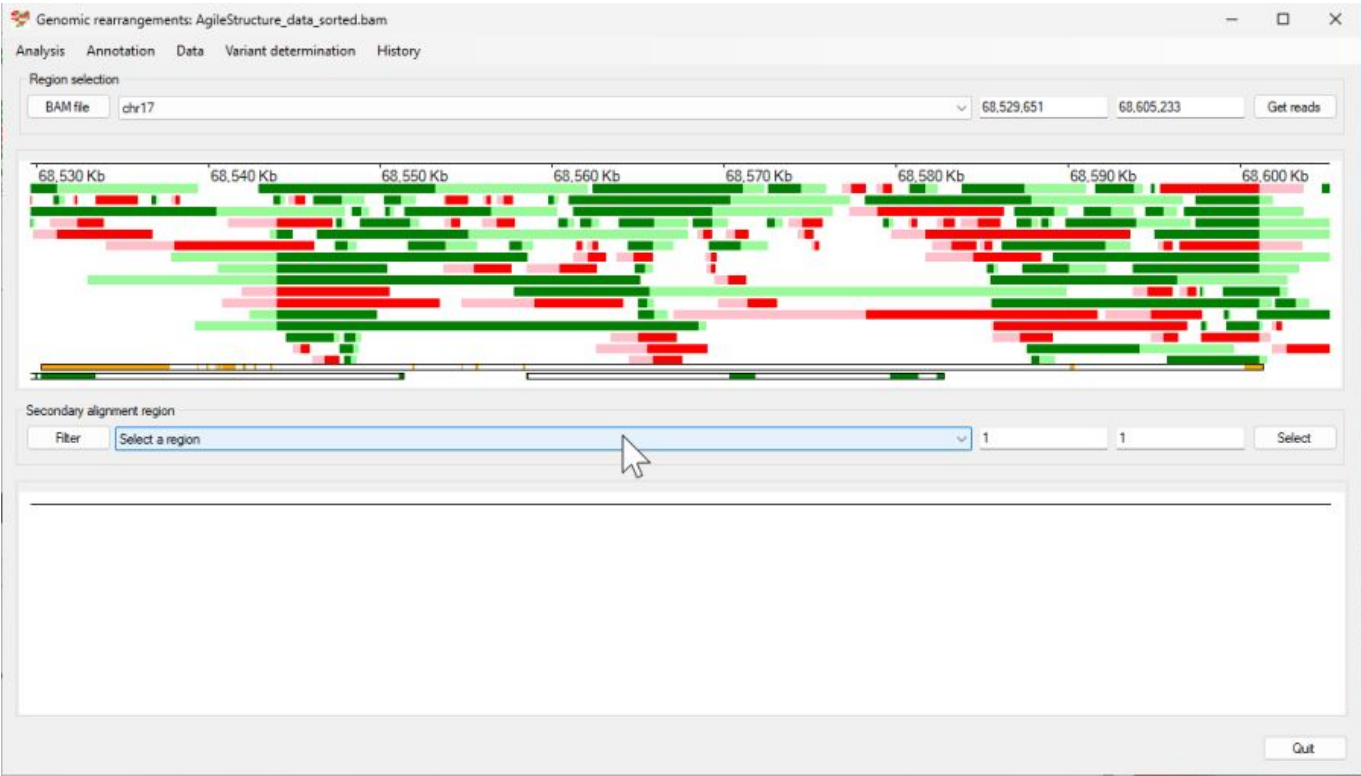 Genomic rearrangements: AgileStructure_data_sorted.bam
Analysis Annotation Data Variant determination History
Region selection
BAM file chr17 68,529,651 68,605,233 Get reads
68,530 Kb 68,540 Kb 68,550 Kb 68,560 Kb 68,570 Kb 68,580 Kb 68,590 Kb 68,600 Kb
Secondary alignment region
Filter Select a region 1 1 Select
Quit